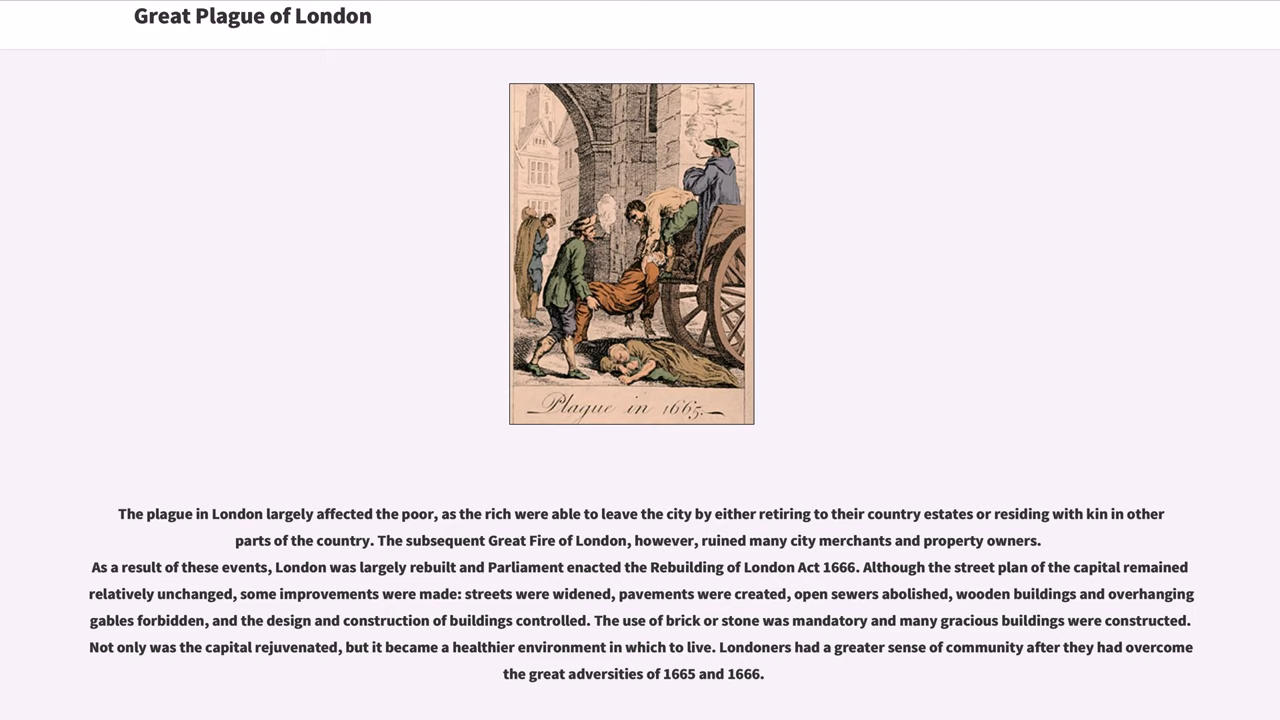 Great Plague of London
Plague in 1665.
The plague in London largely affected the poor, as the rich were able to leave the city by either retiring to their country estates or residing with kin in other
parts of the country. The subsequent Great Fire of London, however, ruined many city merchants and property owners.
As a result of these events, London was largely rebuilt and Parliament enacted the Rebuilding of London Act 1666. Although the street plan of the capital remained
relatively unchanged, some improvements were made: streets were widened, pavements were created, open sewers abolished, wooden buildings and overhanging
gables forbidden, and the design and construction of buildings controlled. The use of brick or stone was mandatory and many gracious buildings were constructed.
Not only was the capital rejuvenated, but it became a healthier environment in which to live. Londoners had a greater sense of community after they had overcome
the great adversities of 1665 and 1666.